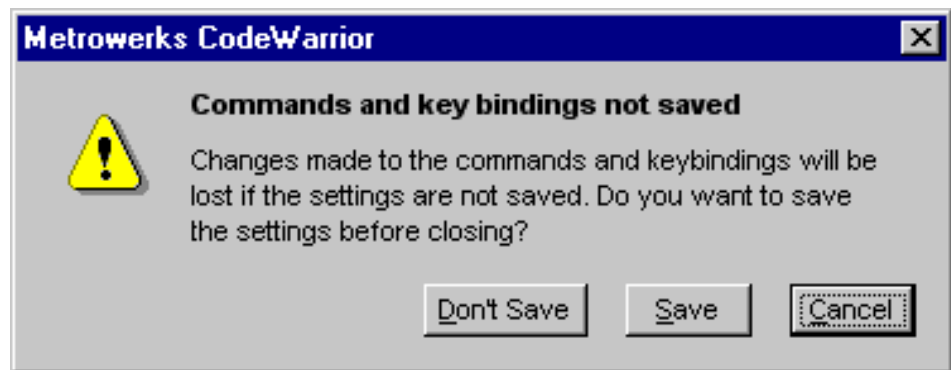 Metrowerks CodeWarrior
Commands and key bindings not saved
Changes made to the commands and keybindings will be
lost if the settings are not saved. Do you want to save
the settings before closing?
Don't Save Save Cancel